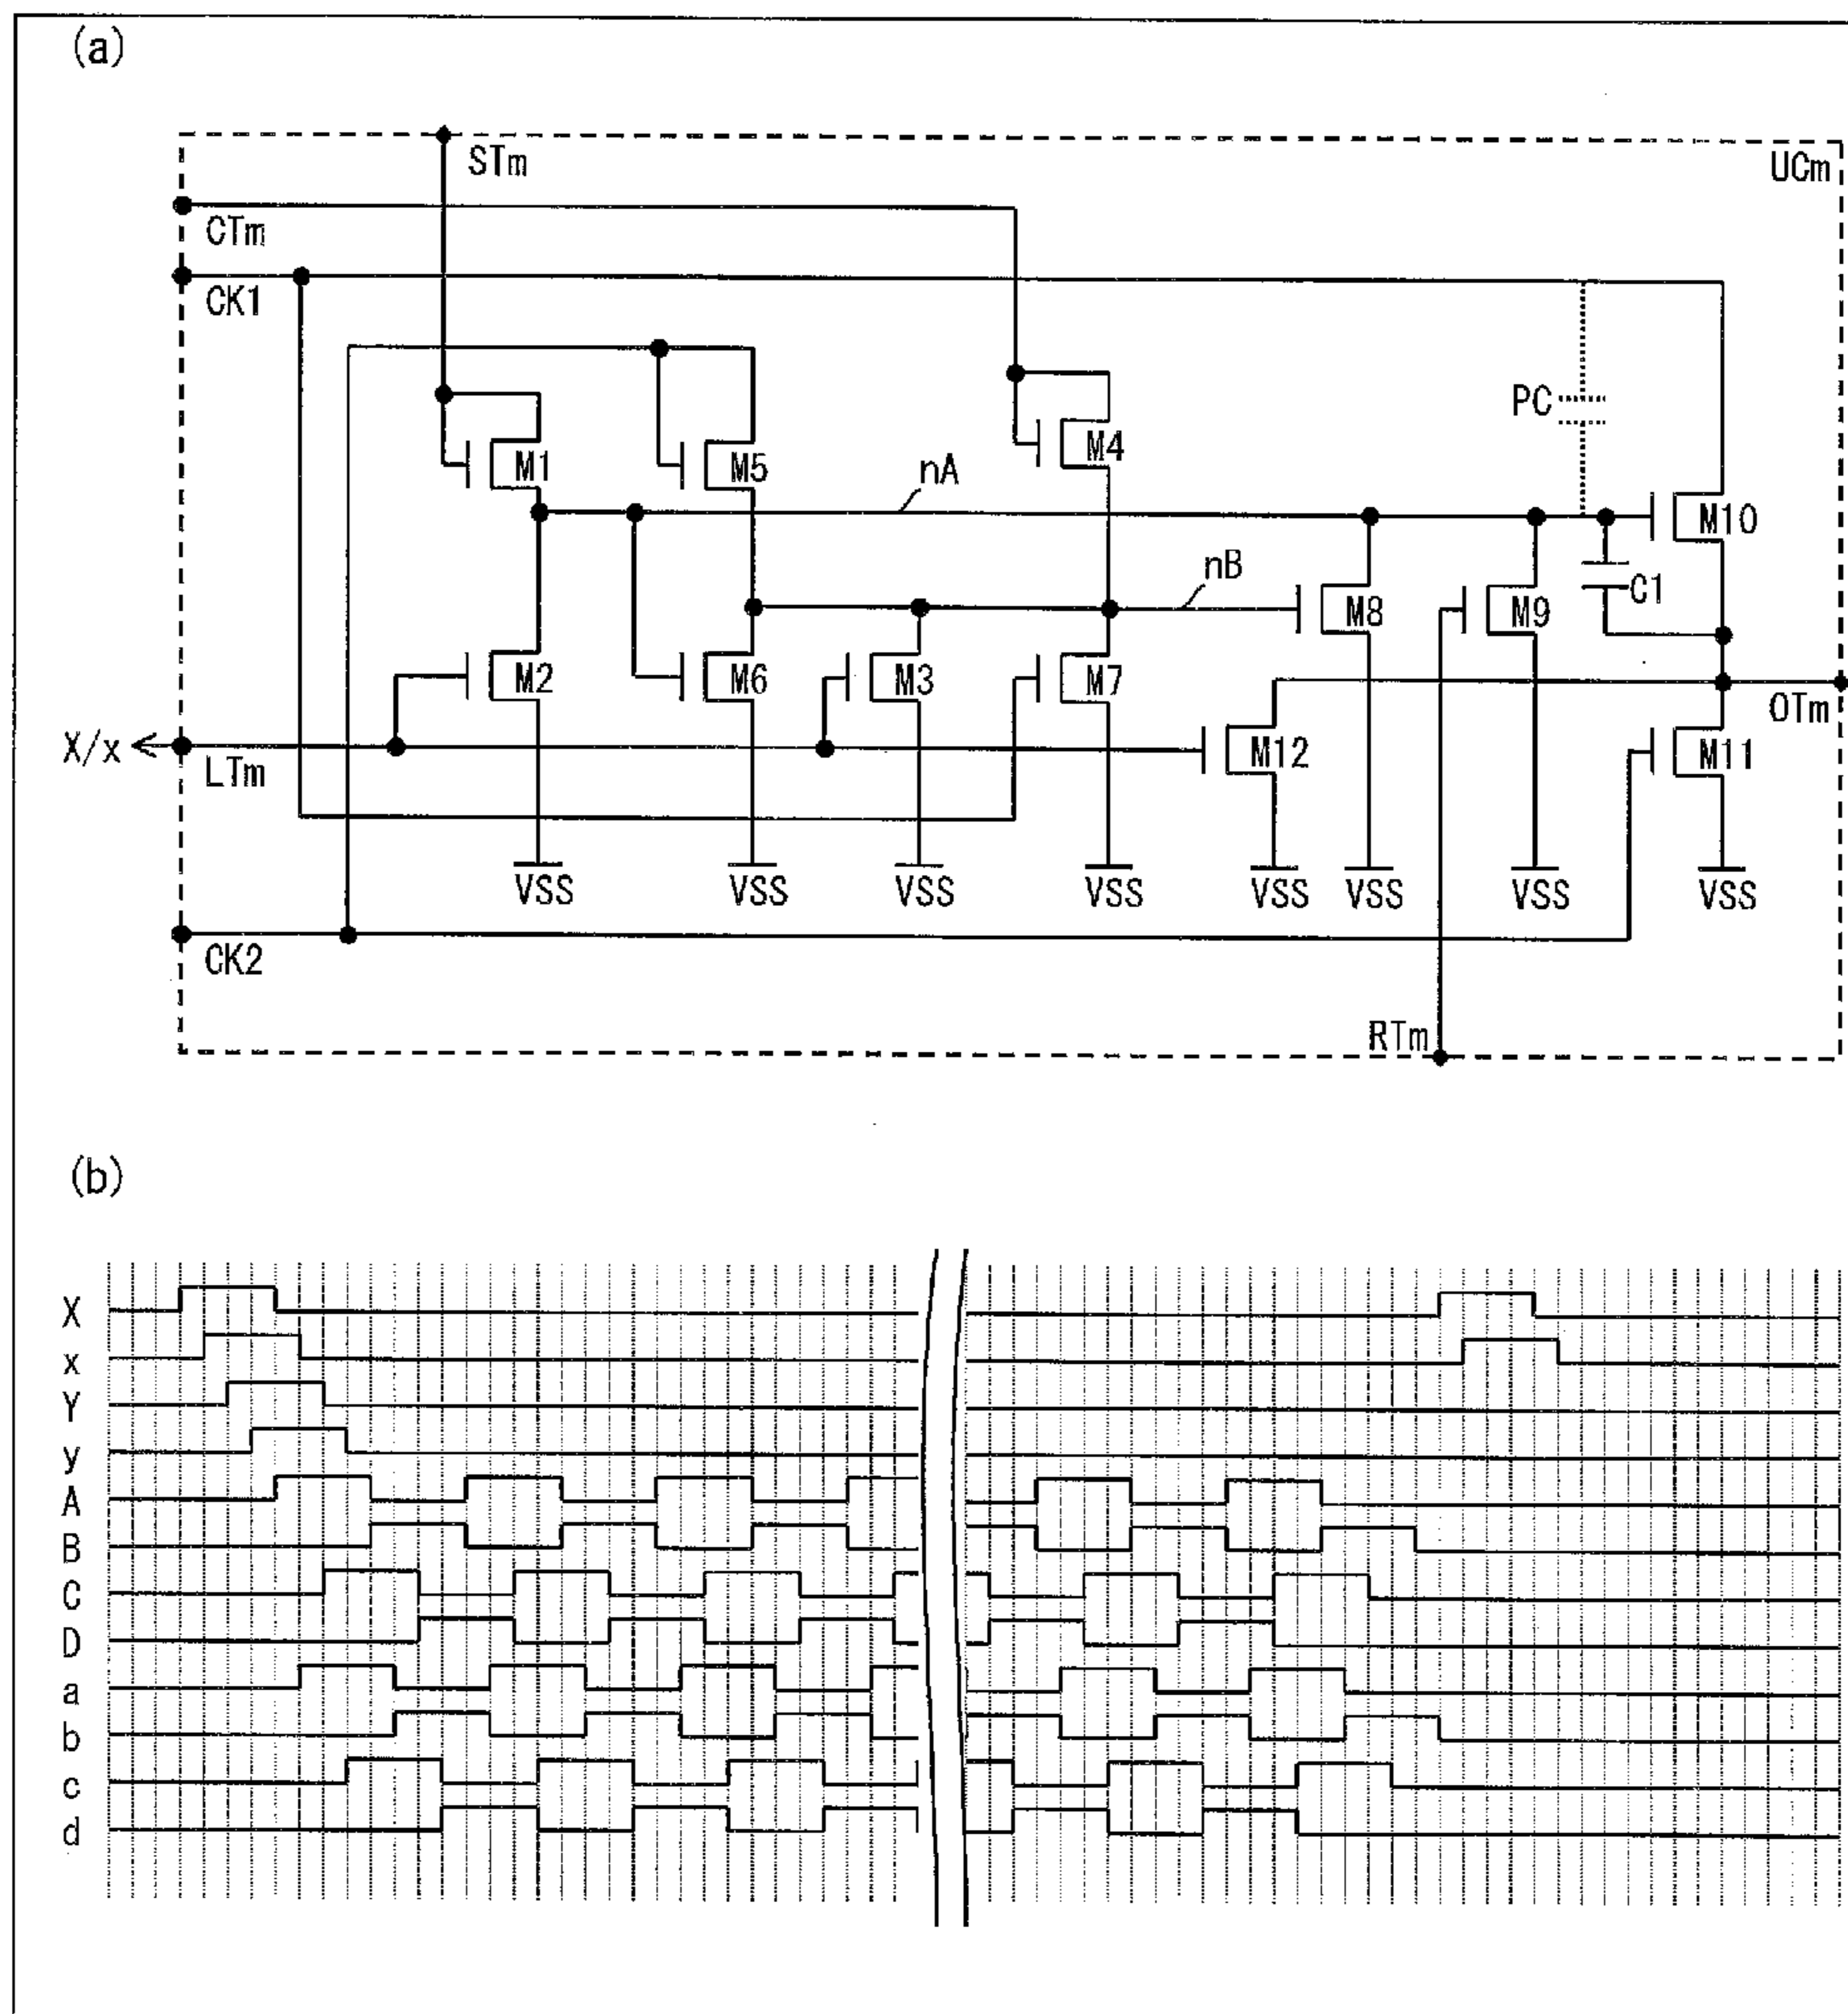 (a)
STm
UCm
CTm
CK1
PC
M1
M5
nA
M4
M10
nB
C1
M8
M9
M2
M6
M3
M7
OTm
X/x
LTm
M12
M11
VSS
VSS
VSS
VSS
VSS
VSS
VSS
VSS
CK2
RTm
(b)
X
x
Y
y
A
B
C
D
a
b
c
d